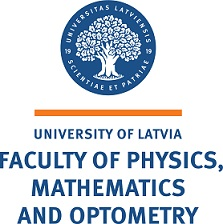 UNIVERSITAS LATVIENSIS
19 19
SCIENTIAE ET PATRIAE
UNIVERSITY OF LATVIA
FACULTY OF PHYSICS,
MATHEMATICS
AND OPTOMETRY